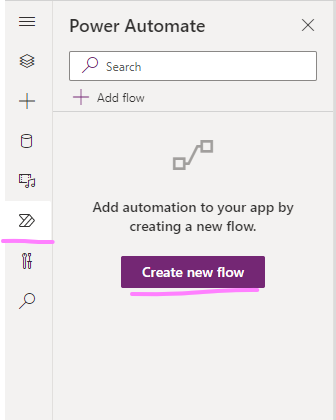 Power Automate
Search
Add flow
Add automation to your app by
creating a new flow.
Create new flow